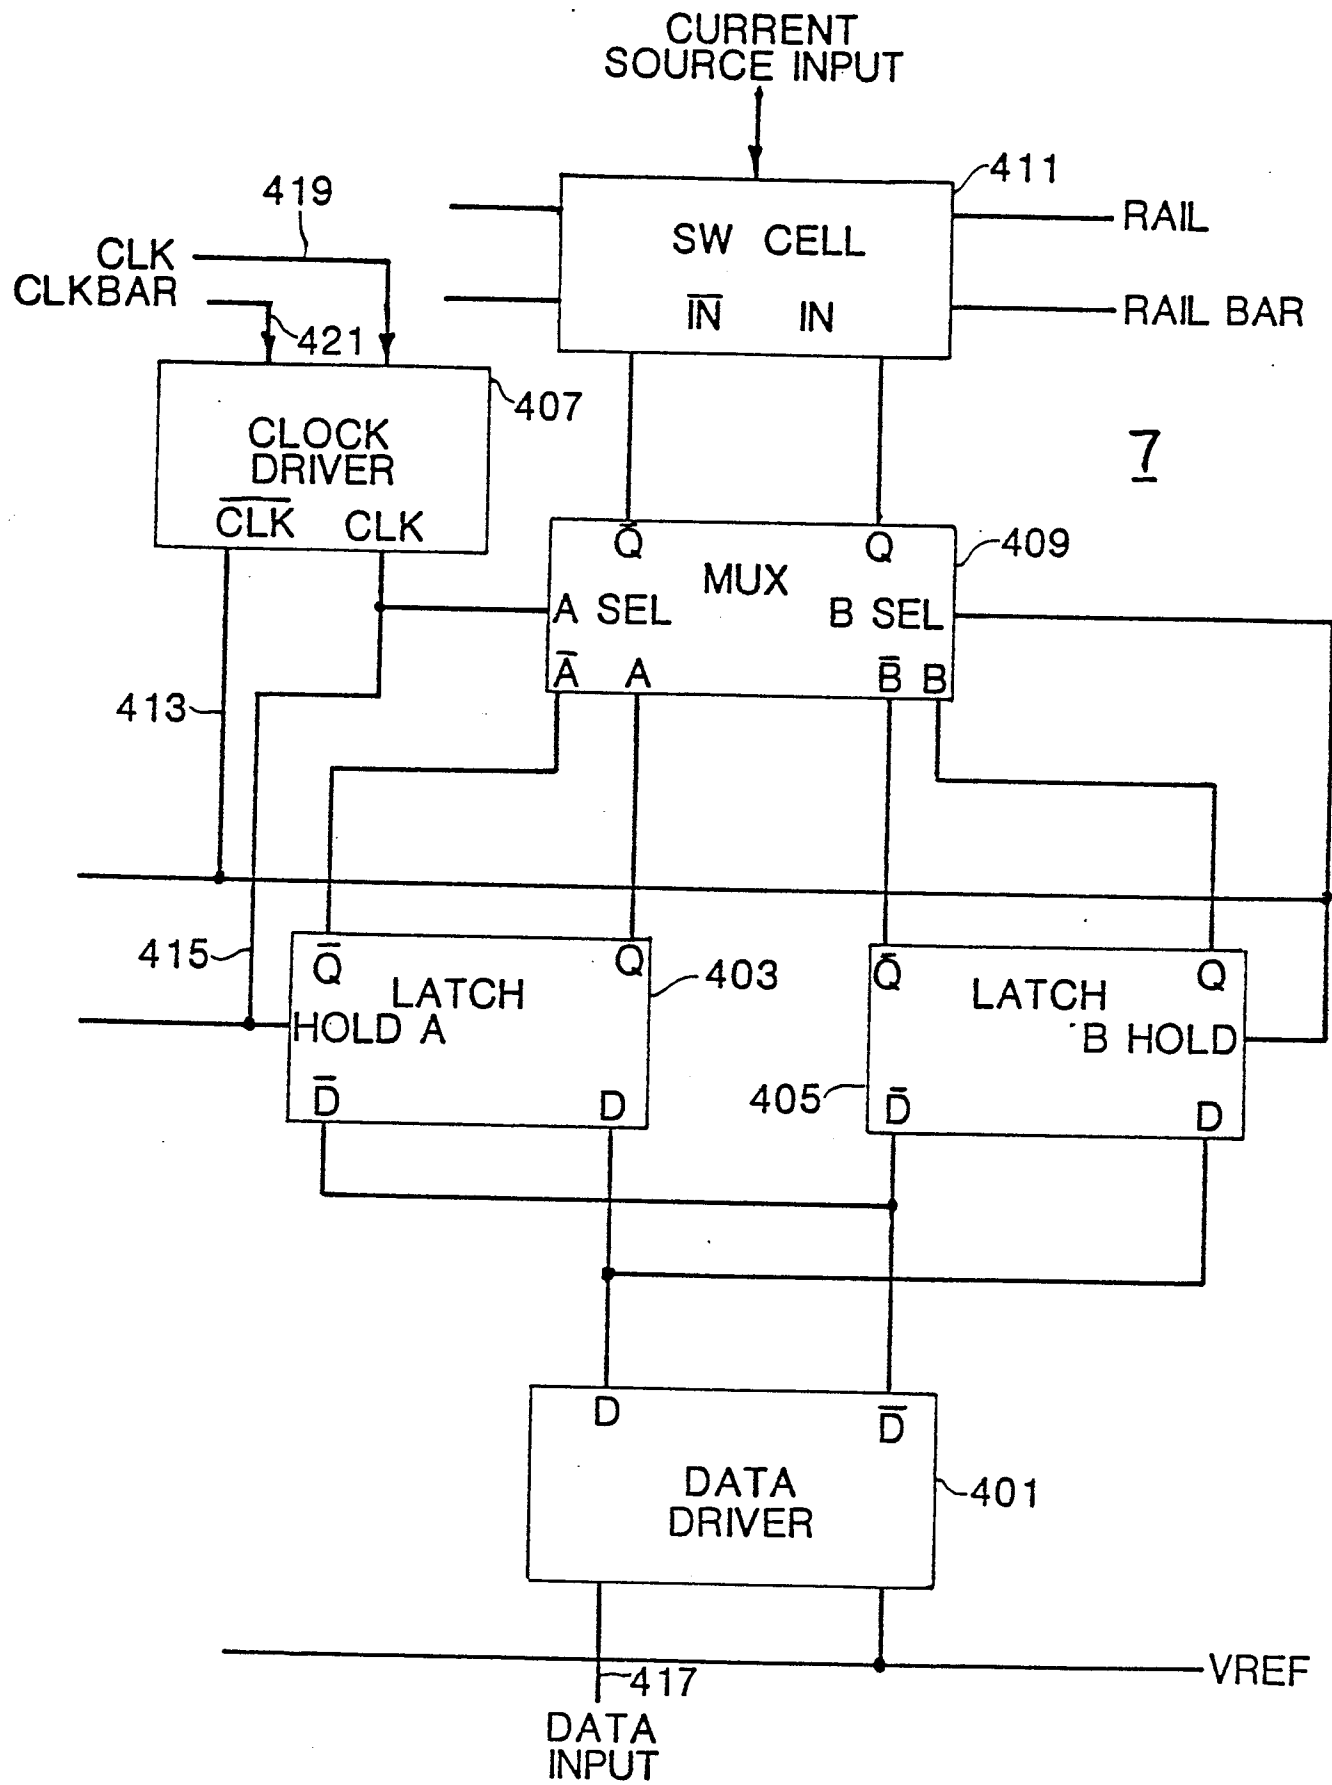 CURRENT
SOURCE INPUT
411
419
SW CELL
RAIL
CLK
CLKBAR
I̅N̅ IN
RAIL BAR
421
407
CLOCK
DRIVER
7
C̅L̅K̅ CLK
Q̅ Q
409
MUX
A SEL B SEL
A̅ A B̅ B
413
415
Q̅ Q
403
Q̅ Q
LATCH
LATCH
HOLD A
B HOLD
405
D̅ D
D̅ D
D D̅
DATA
DRIVER
401
417
VREF
DATA
INPUT